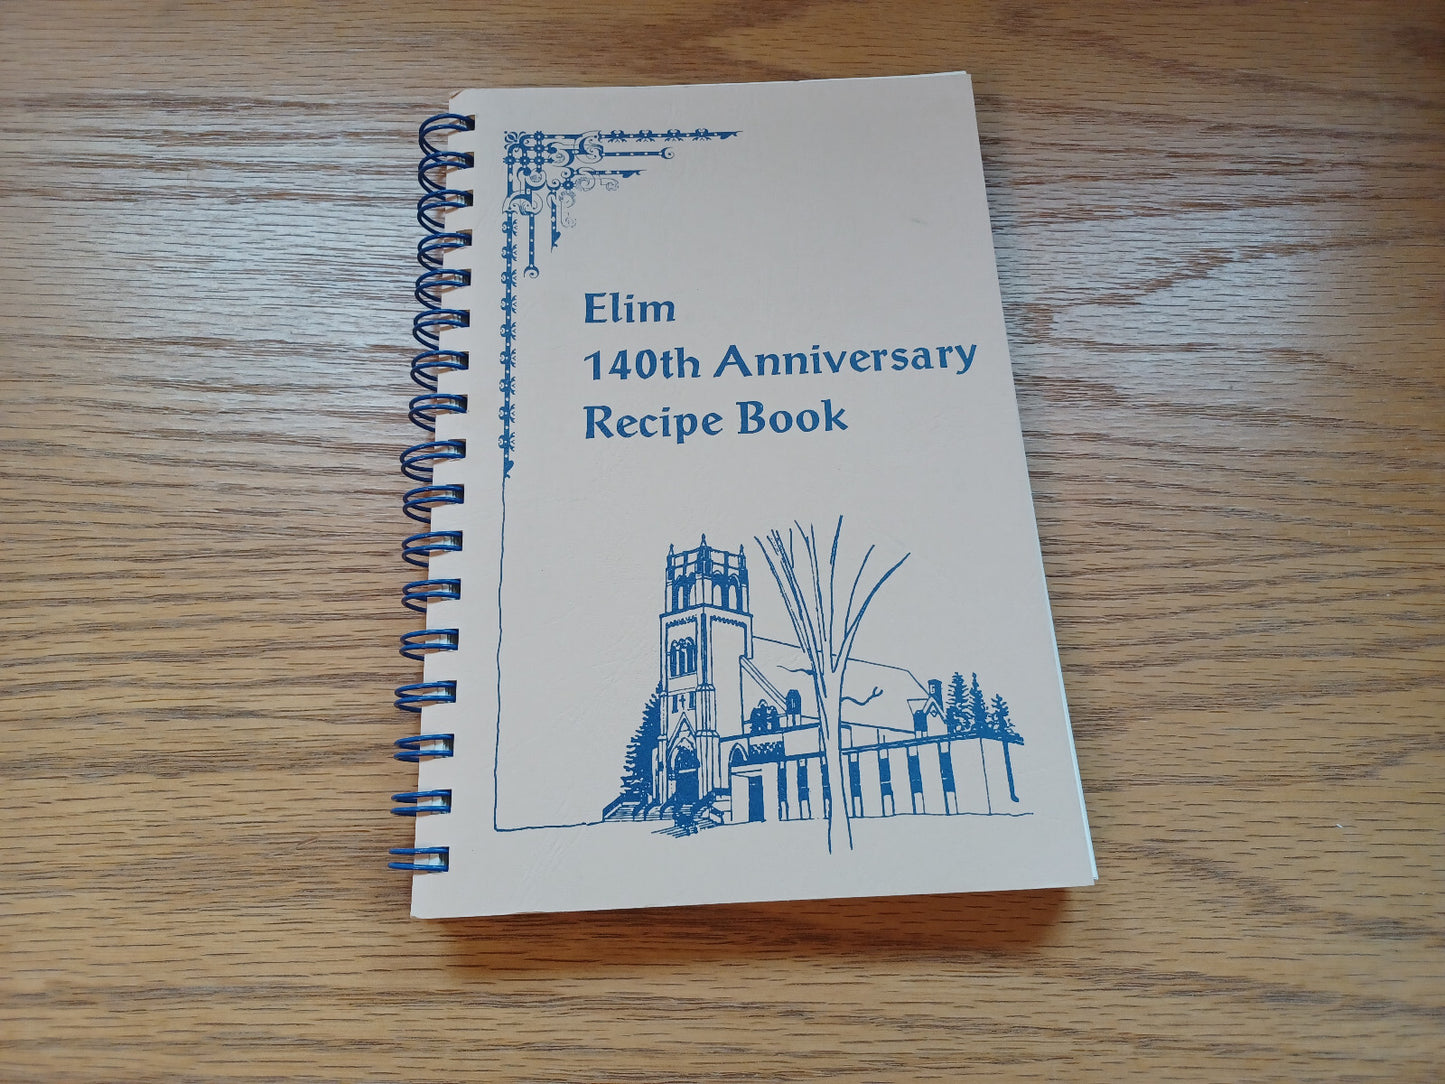 Elim
140th Anniversary
Recipe Book